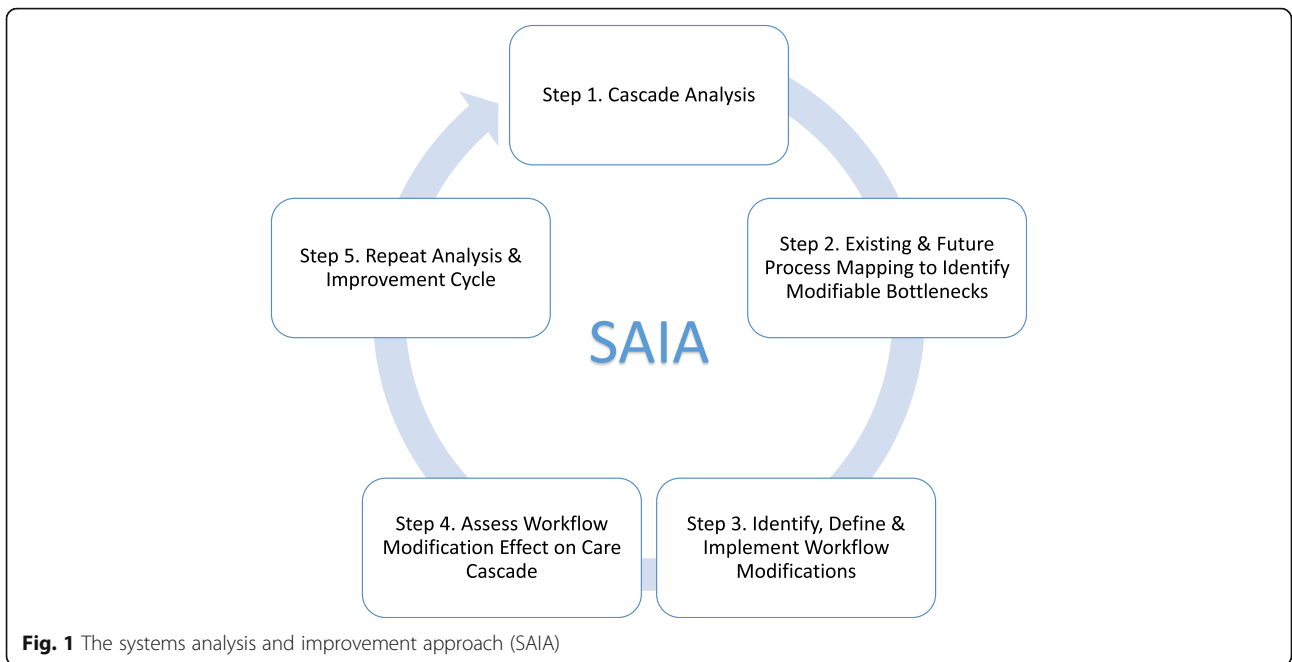 Step 1. Cascade Analysis
Step 2. Existing & Future
Process Mapping to Identify
Modifiable Bottlenecks
Step 3. Identify, Define &
Implement Workflow
Modifications
Step 4. Assess Workflow
Modification Effect on Care
Cascade
Step 5. Repeat Analysis &
Improvement Cycle
SAIA
Fig. 1 The systems analysis and improvement approach (SAIA)